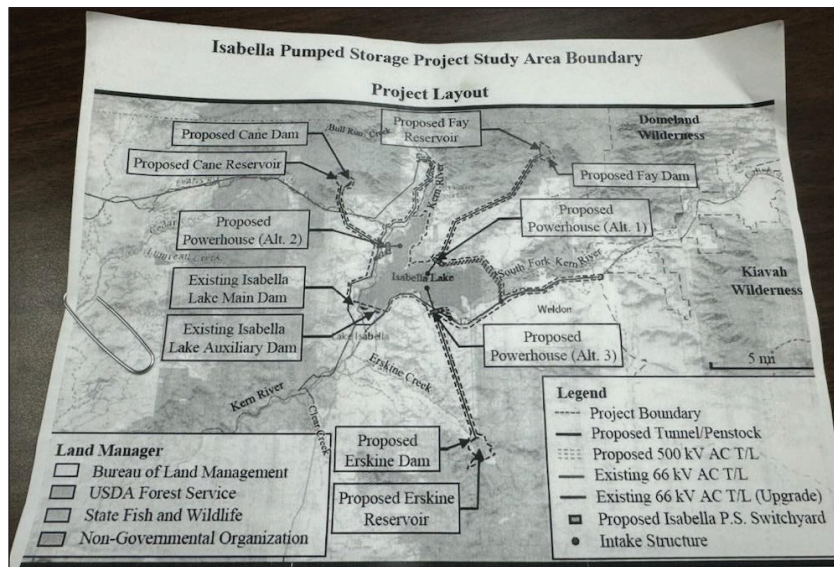 Isabella Pumped Storage Project Study Area Boundary
Project Layout
Proposed Cane Dam
Bull Run Creek
Proposed Fay
Reservoir
Domeland
Wilderness
Proposed Cane Reservoir
Proposed Fay Dam
Kern River
Proposed
Powerhouse (Alt. 2)
Proposed
Powerhouse (Alt. 1)
South Fork Kern River
Isabella Lake
Kiavah
Wilderness
Existing Isabella
Lake Main Dam
Weldon
Existing Isabella
Lake Auxiliary Dam
Lake Isabella
Proposed
Powerhouse (Alt. 3)
5 mi
Erskine Creek
Kern River
Clear Creek
Proposed
Erskine Dam
Proposed Erskine
Reservoir
Land Manager
Bureau of Land Management
USDA Forest Service
State Fish and Wildlife
Non-Governmental Organization
Legend
Project Boundary
Proposed Tunnel/Penstock
Proposed 500 kV AC T/L
Existing 66 kV AC T/L
Existing 66 kV AC T/L (Upgrade)
Proposed Isabella P.S. Switchyard
Intake Structure